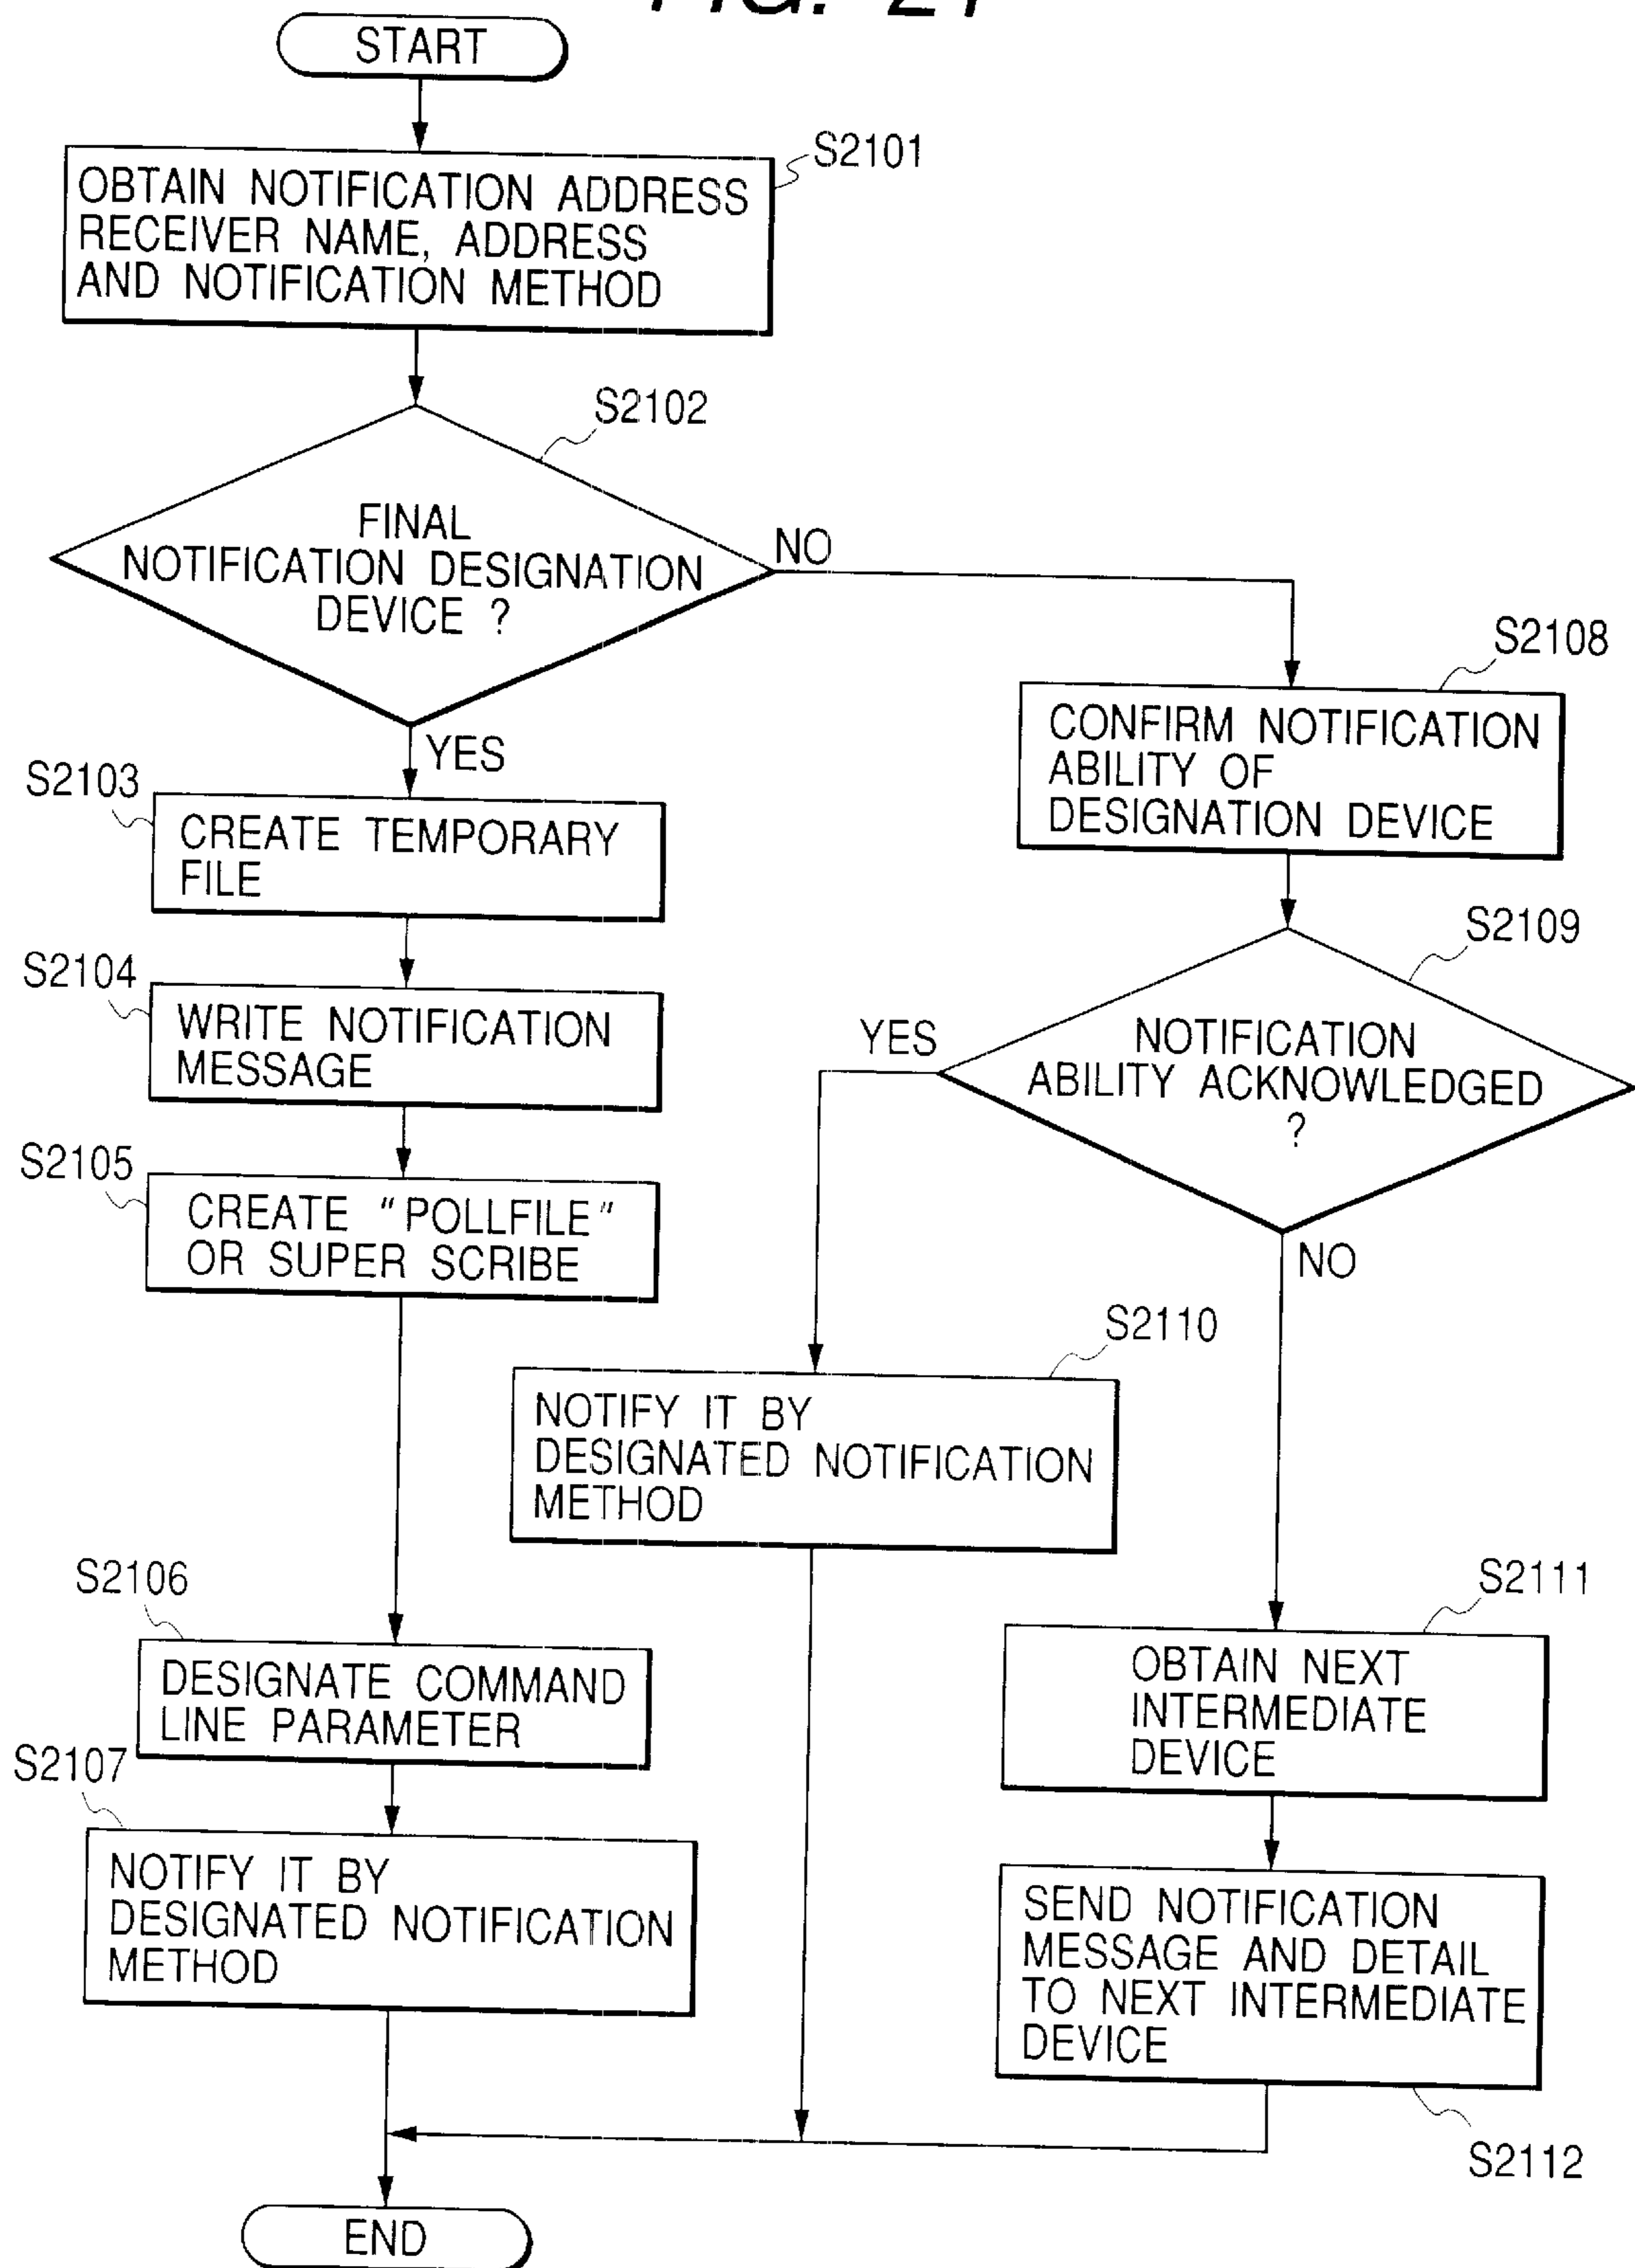 FIG. 21
START
S2101
OBTAIN NOTIFICATION ADDRESS
RECEIVER NAME, ADDRESS
AND NOTIFICATION METHOD
S2102
FINAL
NOTIFICATION DESIGNATION
DEVICE ?
NO
YES
S2103
CREATE TEMPORARY
FILE
S2104
WRITE NOTIFICATION
MESSAGE
S2105
CREATE "POLLFILE"
OR SUPER SCRIBE
S2106
DESIGNATE COMMAND
LINE PARAMETER
S2107
NOTIFY IT BY
DESIGNATED NOTIFICATION
METHOD
S2108
CONFIRM NOTIFICATION
ABILITY OF
DESIGNATION DEVICE
S2109
NOTIFICATION
ABILITY ACKNOWLEDGED
?
YES
NO
S2110
NOTIFY IT BY
DESIGNATED NOTIFICATION
METHOD
S2111
OBTAIN NEXT
INTERMEDIATE
DEVICE
SEND NOTIFICATION
MESSAGE AND DETAIL
TO NEXT INTERMEDIATE
DEVICE
S2112
END